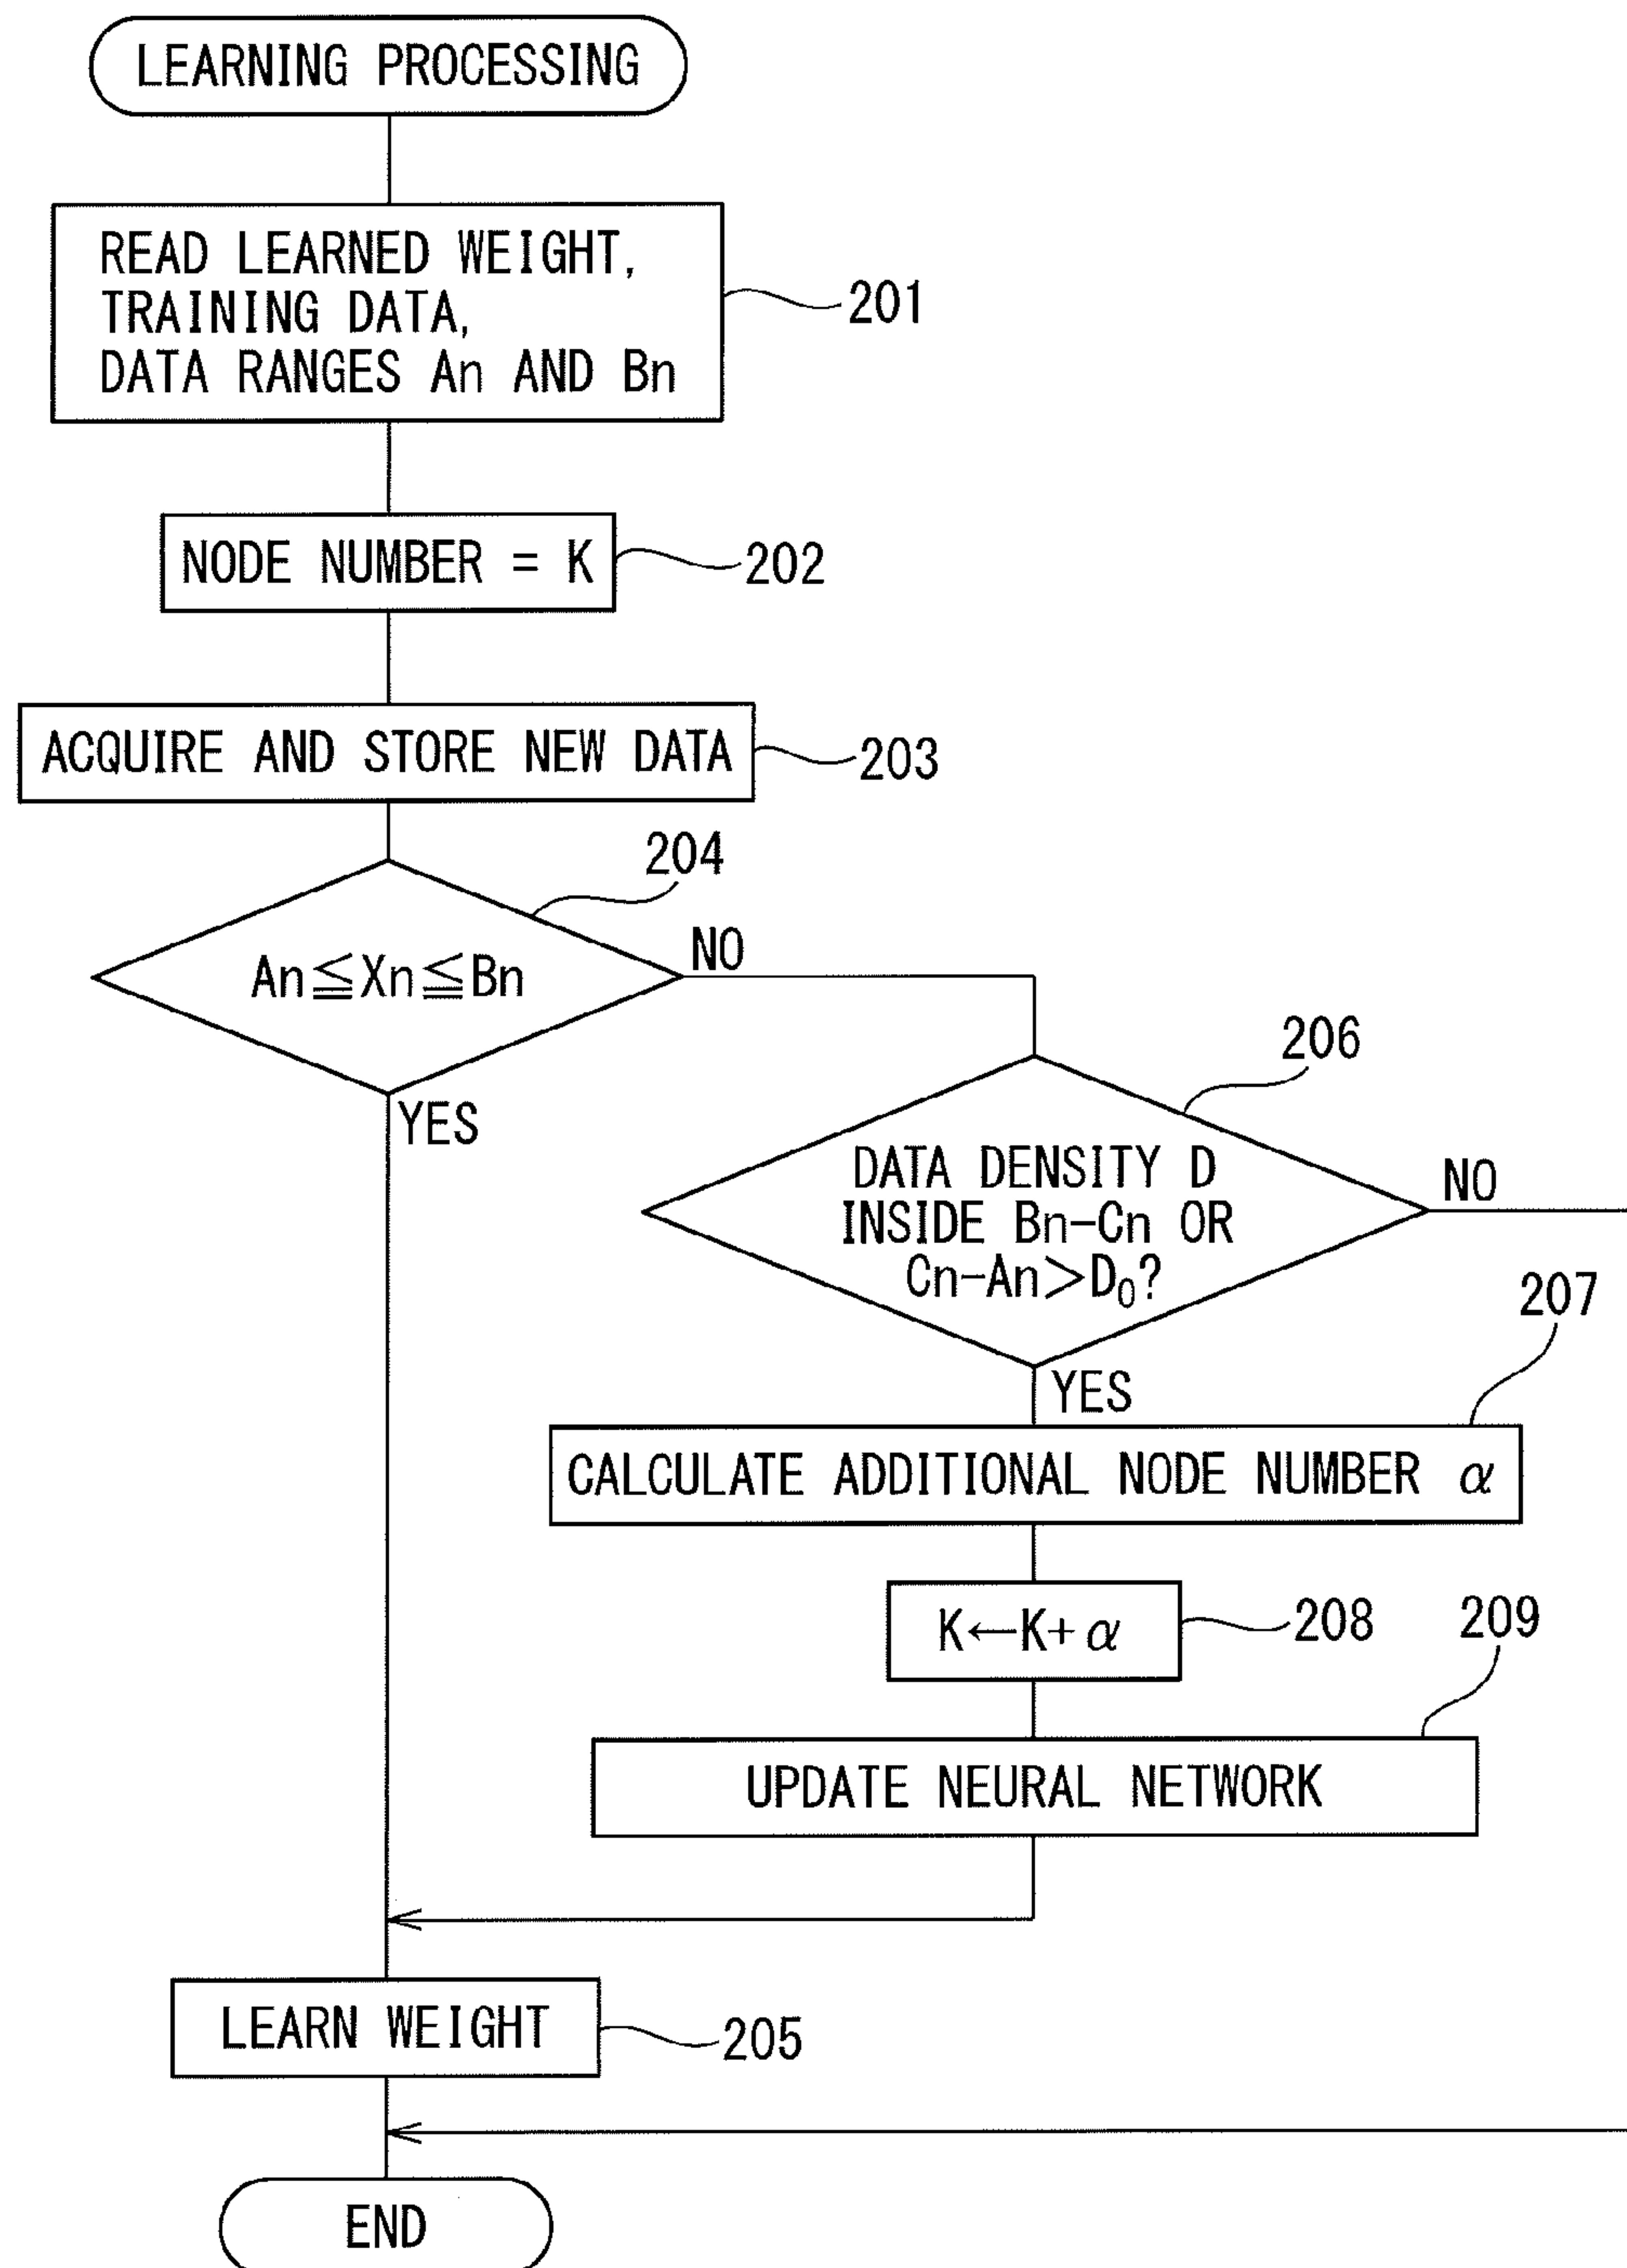 LEARNING PROCESSING
READ LEARNED WEIGHT,
TRAINING DATA,
DATA RANGES An AND Bn
201
NODE NUMBER = K
202
ACQUIRE AND STORE NEW DATA
203
204
An≦Xn≦Bn
NO
YES
206
DATA DENSITY D
INSIDE Bn-Cn OR
Cn-An>D₀?
NO
YES
207
CALCULATE ADDITIONAL NODE NUMBER α
K←K+α
208
209
UPDATE NEURAL NETWORK
LEARN WEIGHT
205
END